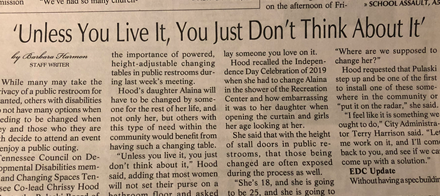 mission
"We've had so many church-
on the afternoon of Fri-
» SCHOOL ASSAULT, A5
'Unless You Live It, You Just Don't Think About It'
by Barbara Harmon
STAFF WRITER
While many may take the
privacy of a public restroom for
granted, others with disabilities
do not have many options when
needing to be changed when
they and those who they are
with decide to attend an event
enjoy a public outing.
Tennessee Council on De-
velopmental Disabilities mem-
and Changing Spaces Ten-
see Co-lead Christy Hood
the importance of powered,
height-adjustable changing
tables in public restrooms dur-
ing last week's meeting.
Hood's daughter Alaina will
have to be changed by some-
one for the rest of her life, and
not only her, but others with
this type of need within the
community would benefit from
having such a changing table.
"Unless you live it, you just
don't think about it," Hood
said, adding that most women
will not set their purse on a
bathroom floor and asked
lay someone you love on it.
Hood recalled the Indepen-
dence Day Celebration of 2019
when she had to change Alaina
in the shower of the Recreation
Center and how embarrassing
it was to her daughter when
opening the curtain and girls
her age looking at her.
She said that with the height
of stall doors in public re-
strooms, that those being
changed are often exposed
during the process as well.
"She's 18, and she is going
to be 25, and she is going to
"Where are we supposed to
change her?"
Hood requested that Pulaski
step up and be one of the first
to install one of these some-
where in the community or
"put it on the radar," she said.
"I feel like it is something we
ought to do," City Administra-
tor Terry Harrison said. "Let
me work on it, and I'll come
back to you, and see if we can
come up with a solution."
EDC Update
Without having a spec build-